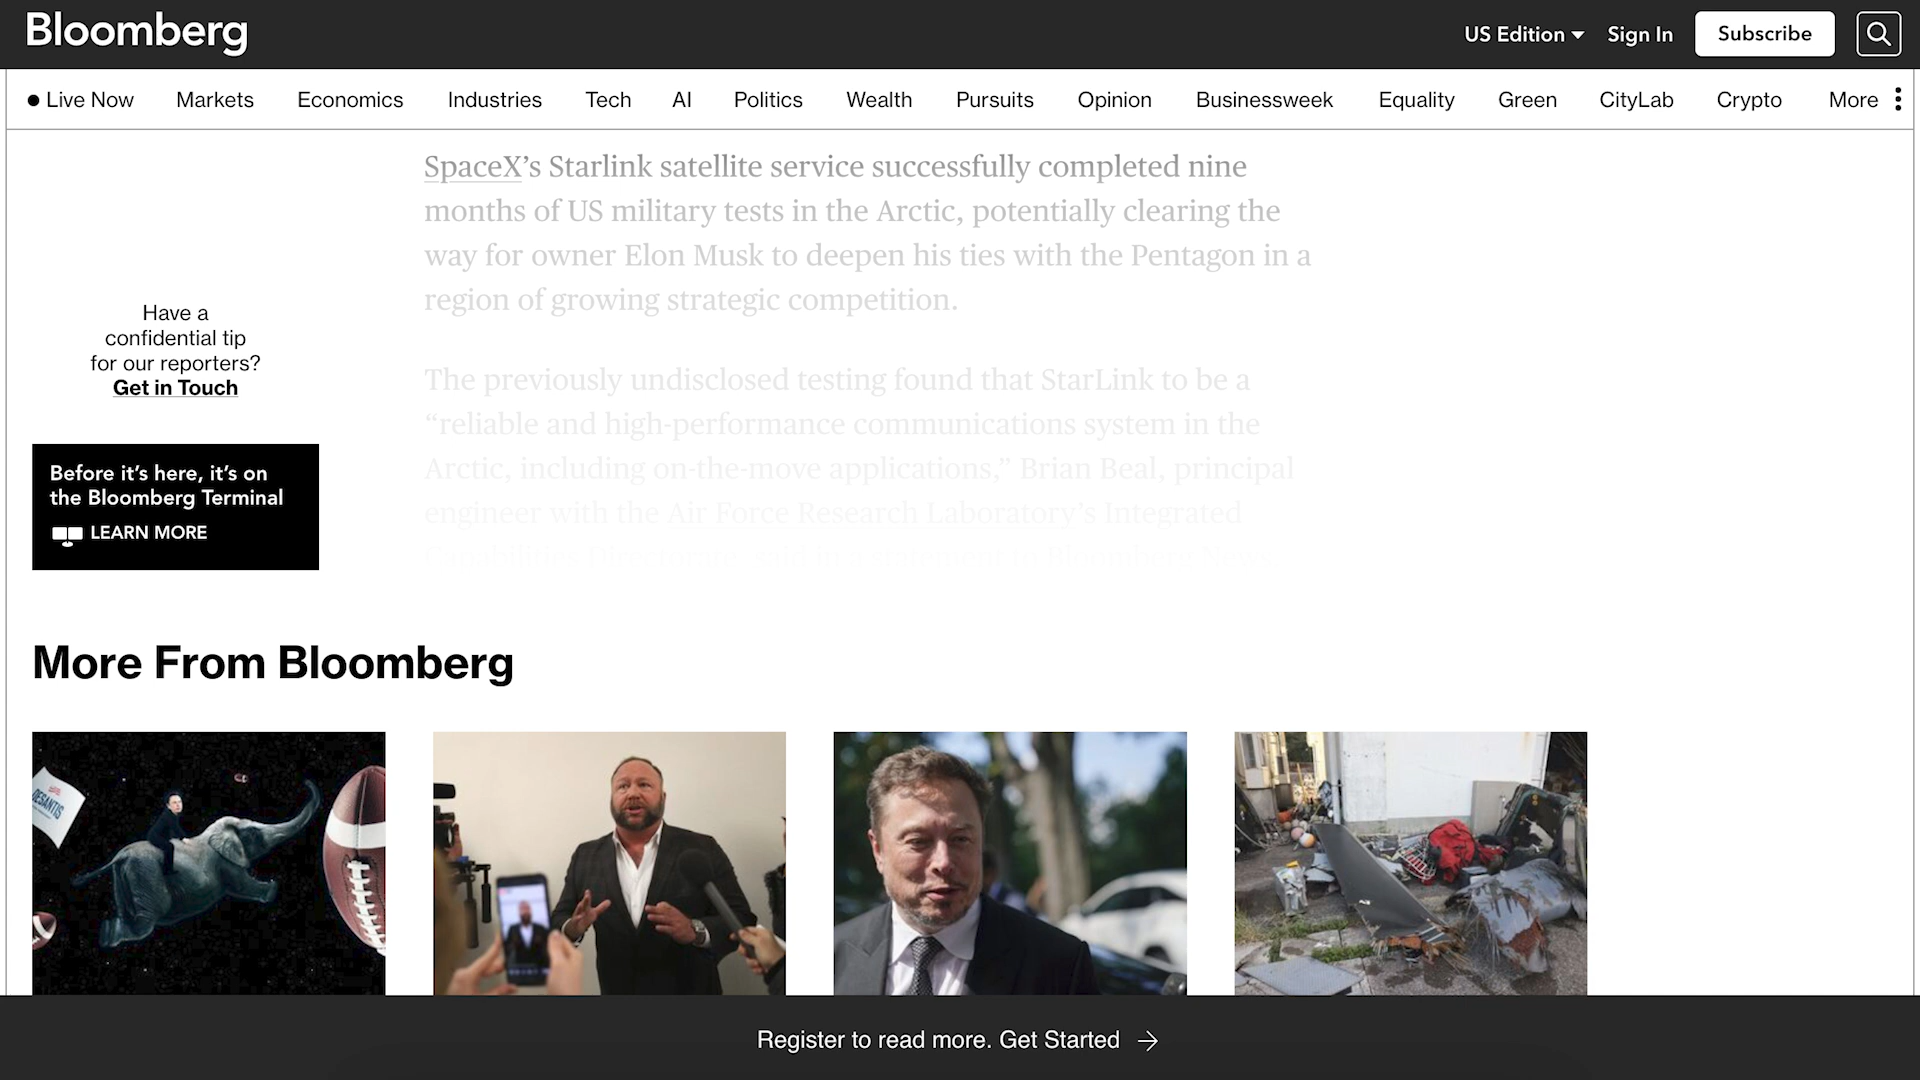 Bloomberg
US Edition
Sign In
Subscribe
Live Now
Markets
Economics
Industries
Tech
AI
Politics
Wealth
Pursuits
Opinion
Businessweek
Equality
Green
CityLab
Crypto
More
SpaceX’s Starlink satellite service successfully completed nine
months of US military tests in the Arctic, potentially clearing the
way for owner Elon Musk to deepen his ties with the Pentagon in a
region of growing strategic competition.
The previously undisclosed testing found that StarLink to be a
“reliable and high-performance communications system in the
Arctic, including on-the-move applications,” Brian Beal, principal
engineer with the Air Force Research Laboratory’s Integrated
Capabilities Directorate, said in a statement to Bloomberg News
Have a
confidential tip
for our reporters?
Get in Touch
Before it’s here, it’s on
the Bloomberg Terminal
LEARN MORE
More From Bloomberg
DESANTIS
Register to read more. Get Started